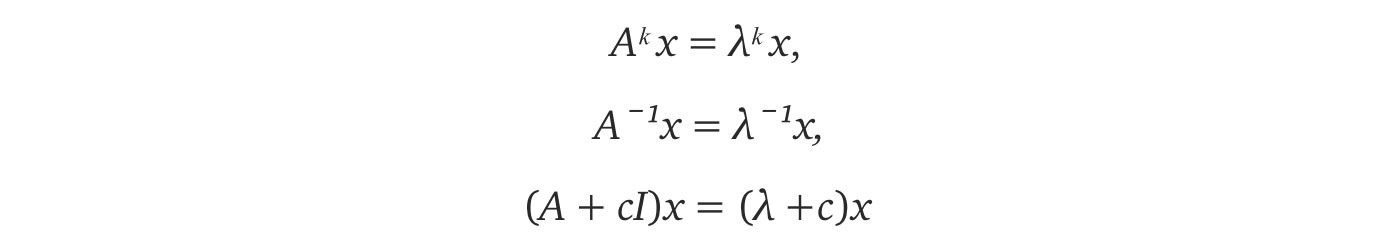 Aᵏx = λᵏx,
A⁻¹x = λ⁻¹x,
(A + cI)x = (λ +c)x